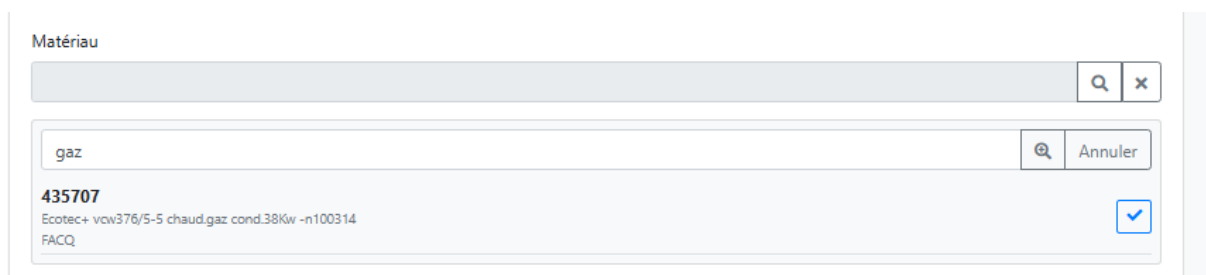 Matériau
gaz
Annuler
435707
Ecotec+ vcw376/5-5 chaud.gaz cond.38Kw -n100314
FACQ